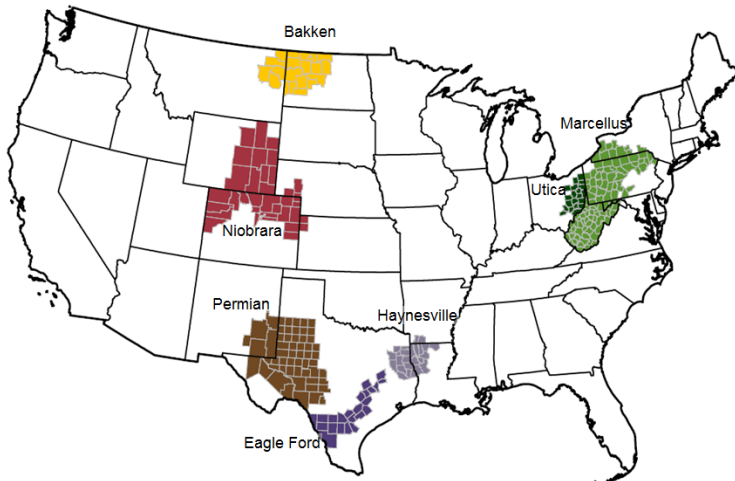 Bakken
Marcellus
Utica
Niobrara
Permian
Haynesville
Eagle Ford